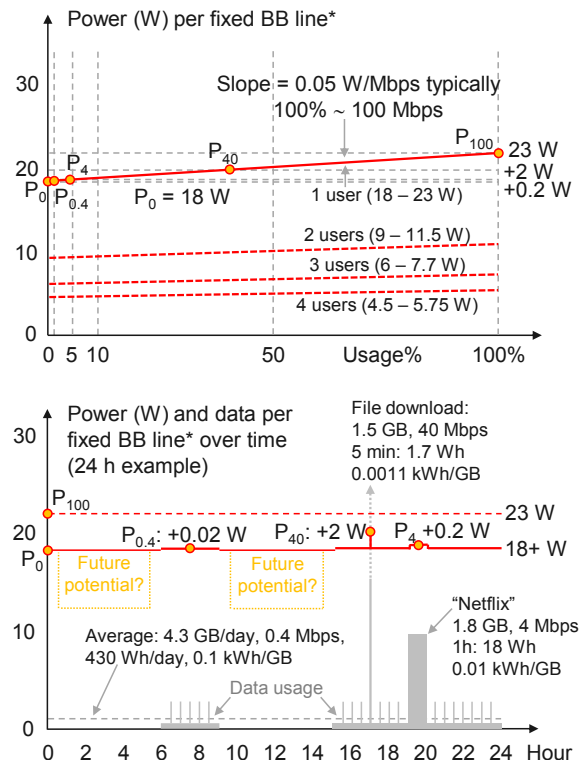 Power (W) per fixed BB line*
30
Slope = 0.05 W/Mbps typically
100% ~ 100 Mbps
P100
23 W
P40
20
P4
+2 W
P0
P0.4
P0 = 18 W
1 user (18 – 23 W)
+0.2 W
2 users (9 – 11.5 W)
10
3 users (6 – 7.7 W)
4 users (4.5 – 5.75 W)
0
0 5 10 50 Usage% 100%
Power (W) and data per
fixed BB line* over time
(24 h example)
30
File download:
1.5 GB, 40 Mbps
5 min: 1.7 Wh
0.0011 kWh/GB
P100
23 W
20
P0.4: +0.02 W
P40: +2 W
P4 +0.2 W
18+ W
P0
Future
potential?
Future
potential?
10
"Netflix"
1.8 GB, 4 Mbps
1h: 18 Wh
0.01 kWh/GB
Average: 4.3 GB/day, 0.4 Mbps,
430 Wh/day, 0.1 kWh/GB
Data usage
0
0 2 4 6 8 10 12 14 16 18 20 22 24 Hour